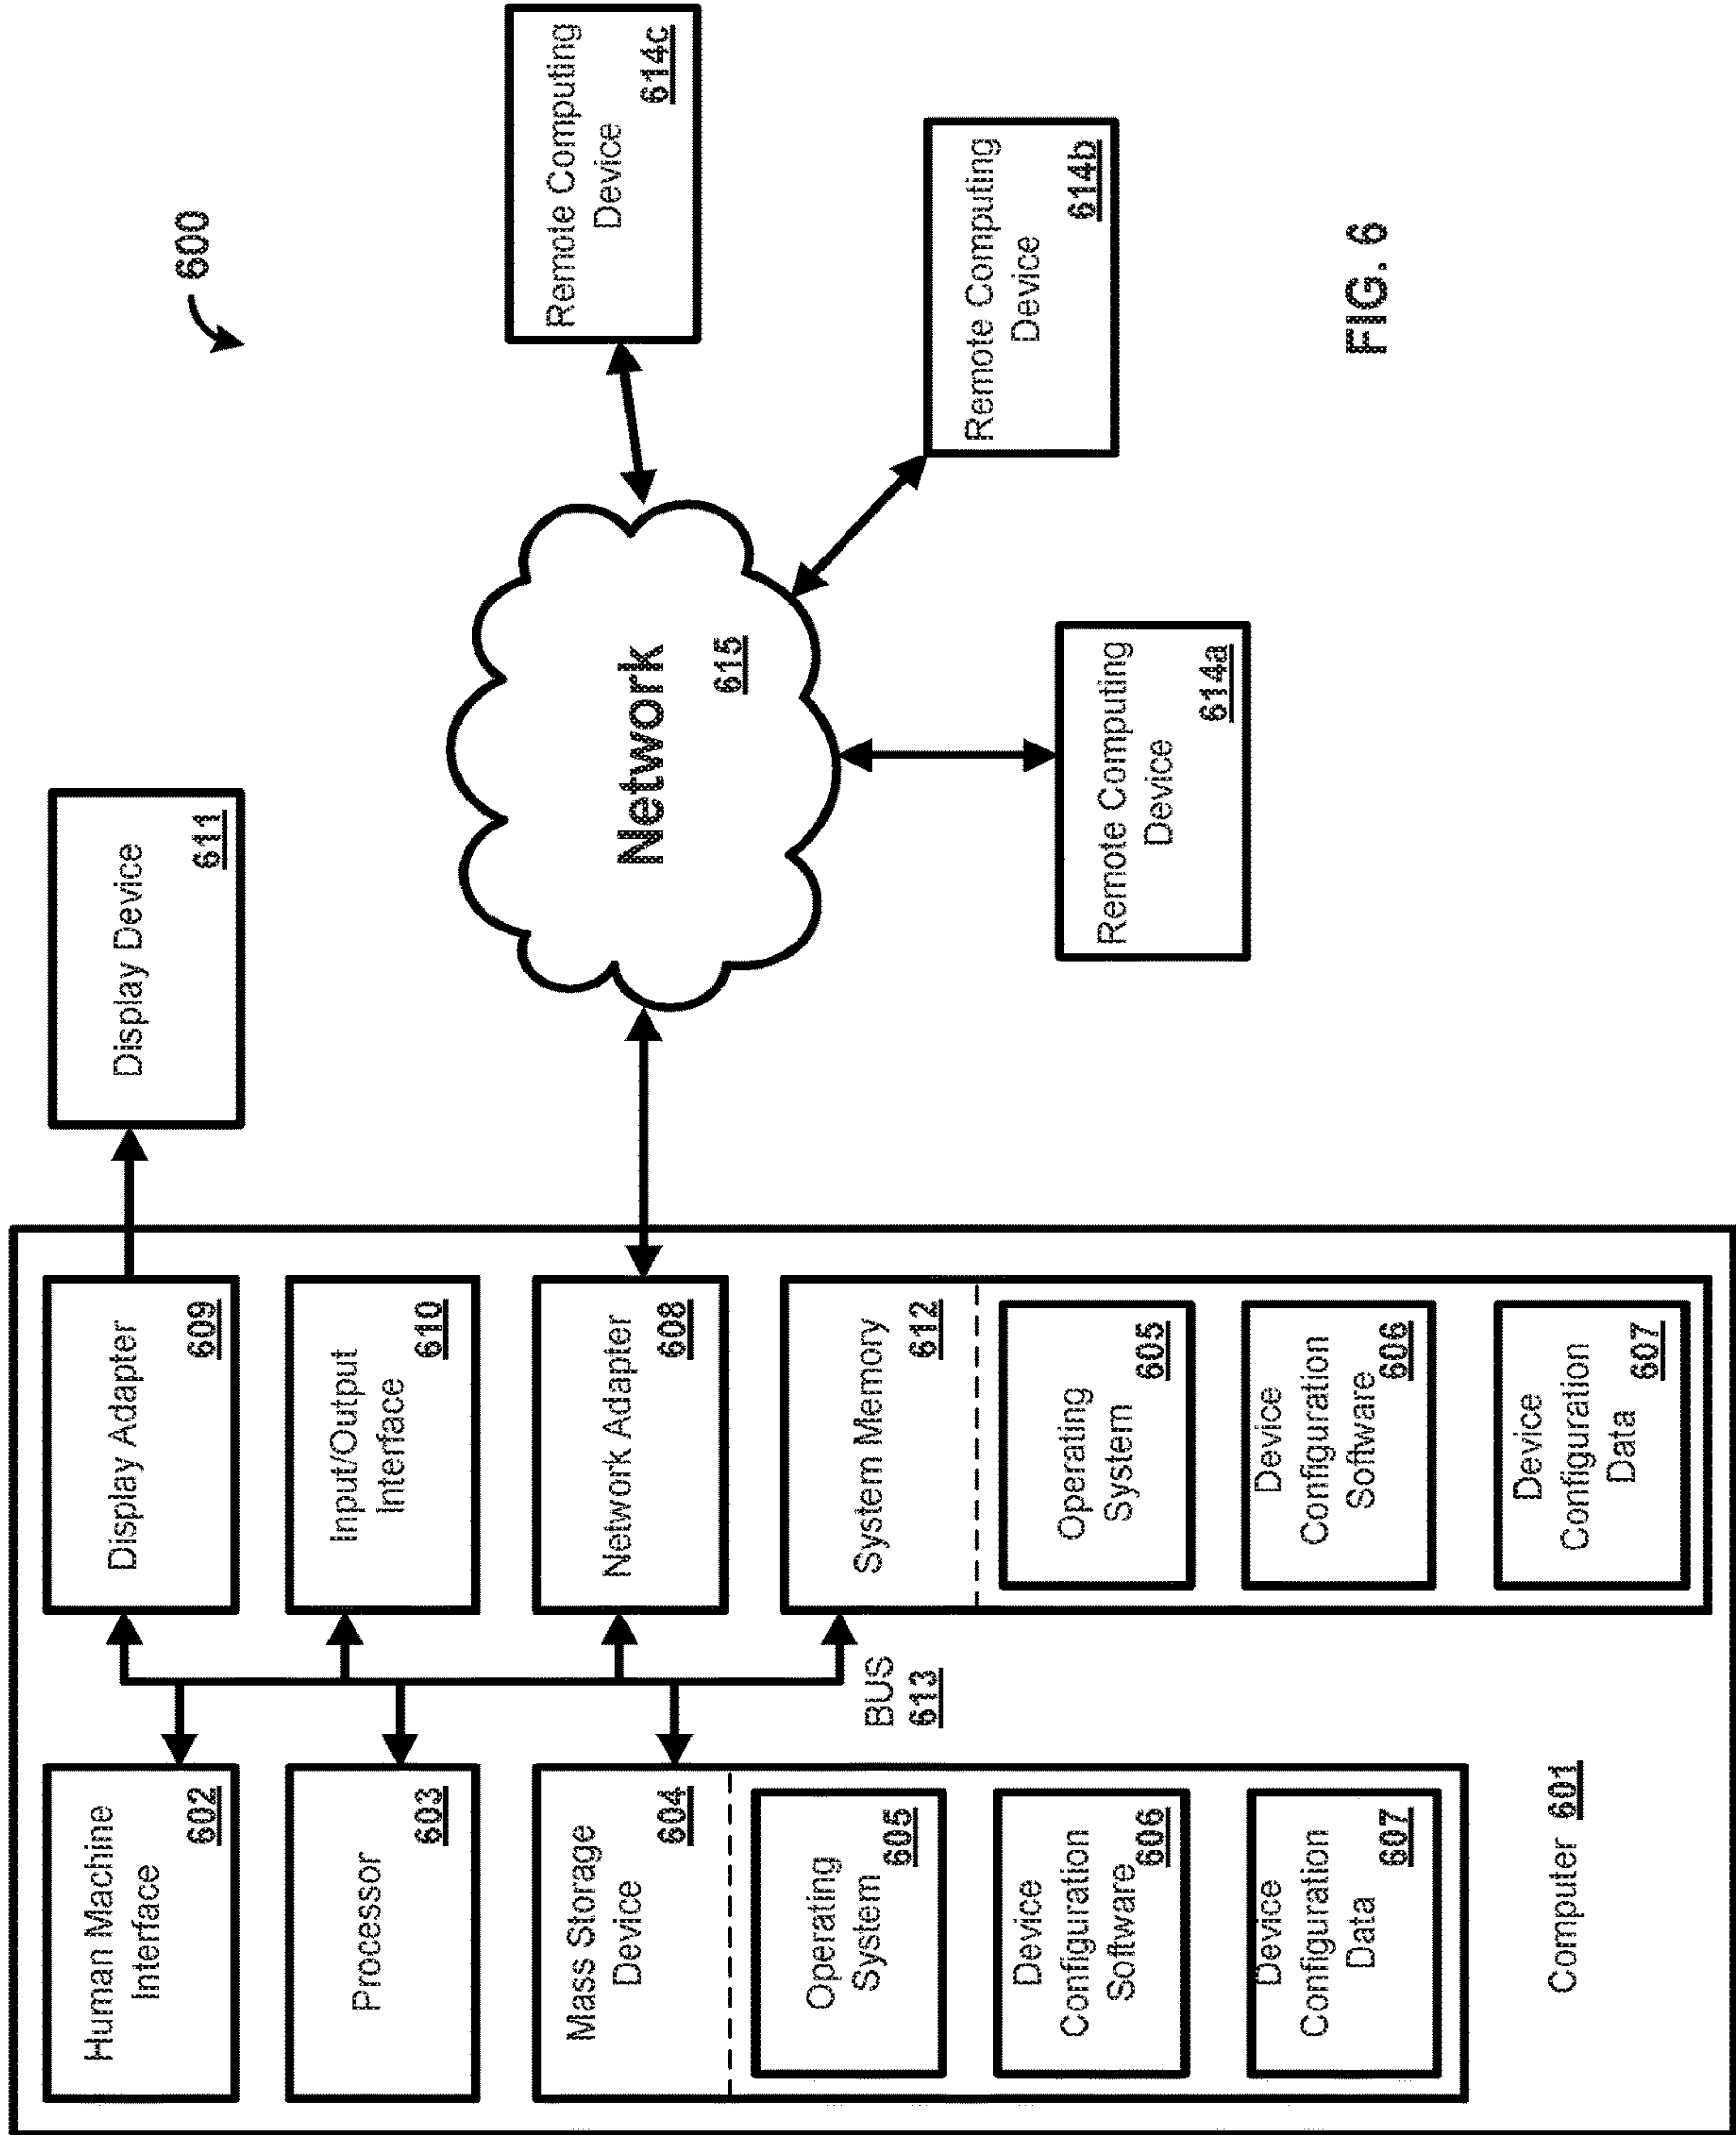 600
Human Machine
Interface
602
Processor
603
Mass Storage
Device
604
Operating
System
605
Device
Configuration
Software
606
Device
Configuration
Data
607
Computer 601
BUS
613
Display Adapter
609
Input/Output
Interface
610
Network Adapter
608
System Memory
612
Operating
System
605
Device
Configuration
Software
606
Device
Configuration
Data
607
Display Device
611
Network
615
Remote Computing
Device
614a
Remote Computing
Device
614b
Remote Computing
Device
614c
FIG. 6